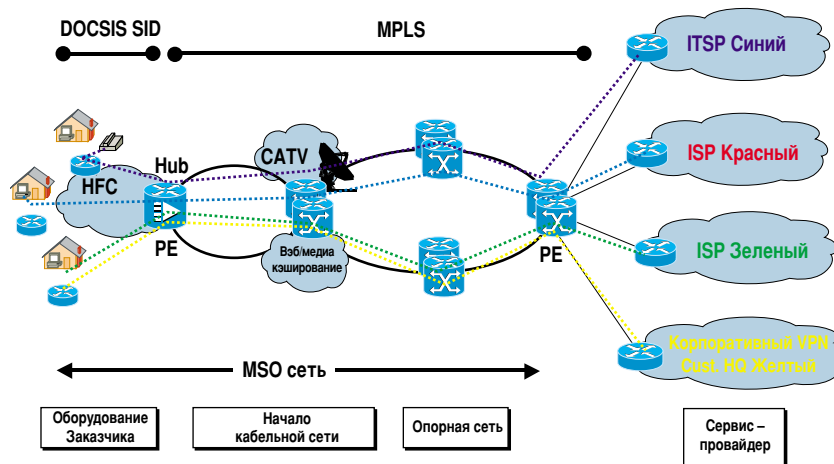 DOCSIS SID
MPLS
ITSP Синий
Hub
CATV
HFC
ISP Красный
PE
Вэб/медиа
кэширование
PE
ISP Зеленый
Корпоративный VPN –
Cust. HQ Желтый
MSO сеть
Оборудование
Заказчика
Начало
кабельной сети
Опорная сеть
Сервис –
провайдер